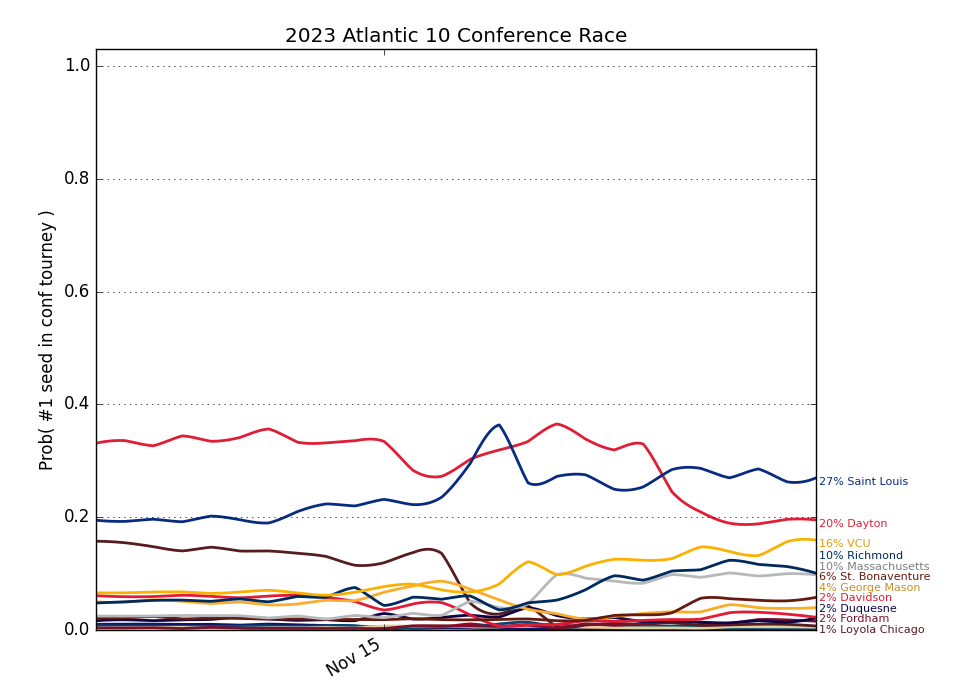 2023 Atlantic 10 Conference Race
Prob( #1 seed in conf tourney )
1.0
0.8
0.6
0.4
0.2
0.0
Nov 15
27% Saint Louis
20% Dayton
16% VCU
10% Richmond
10% Massachusetts
6% St. Bonaventure
4% George Mason
2% Davidson
2% Duquesne
2% Fordham
1% Loyola Chicago